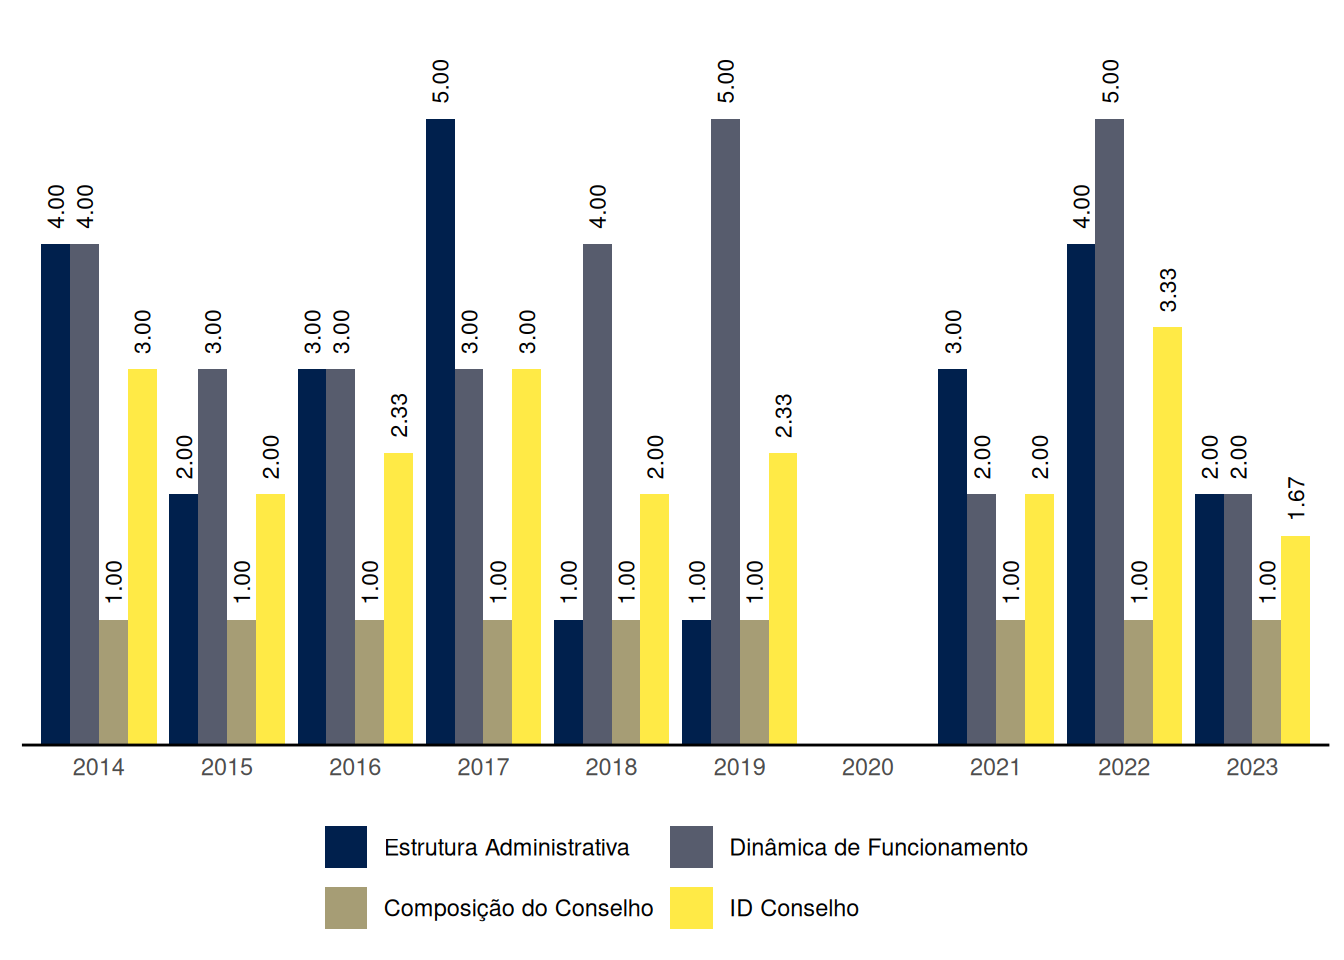 5.00 5.00 5.00
4.00 4.00 4.00 4.00
3.00 3.00 3.00 3.00 3.00 3.00 3.00 3.33
2.00 2.00 2.33 2.00 2.33 2.00 2.00 2.00 2.00 1.67
1.00 1.00 1.00 1.00 1.00 1.00 1.00 1.00 1.00 1.00 1.00
2014 2015 2016 2017 2018 2019 2020 2021 2022 2023
Estrutura Administrativa Dinâmica de Funcionamento
Composição do Conselho ID Conselho